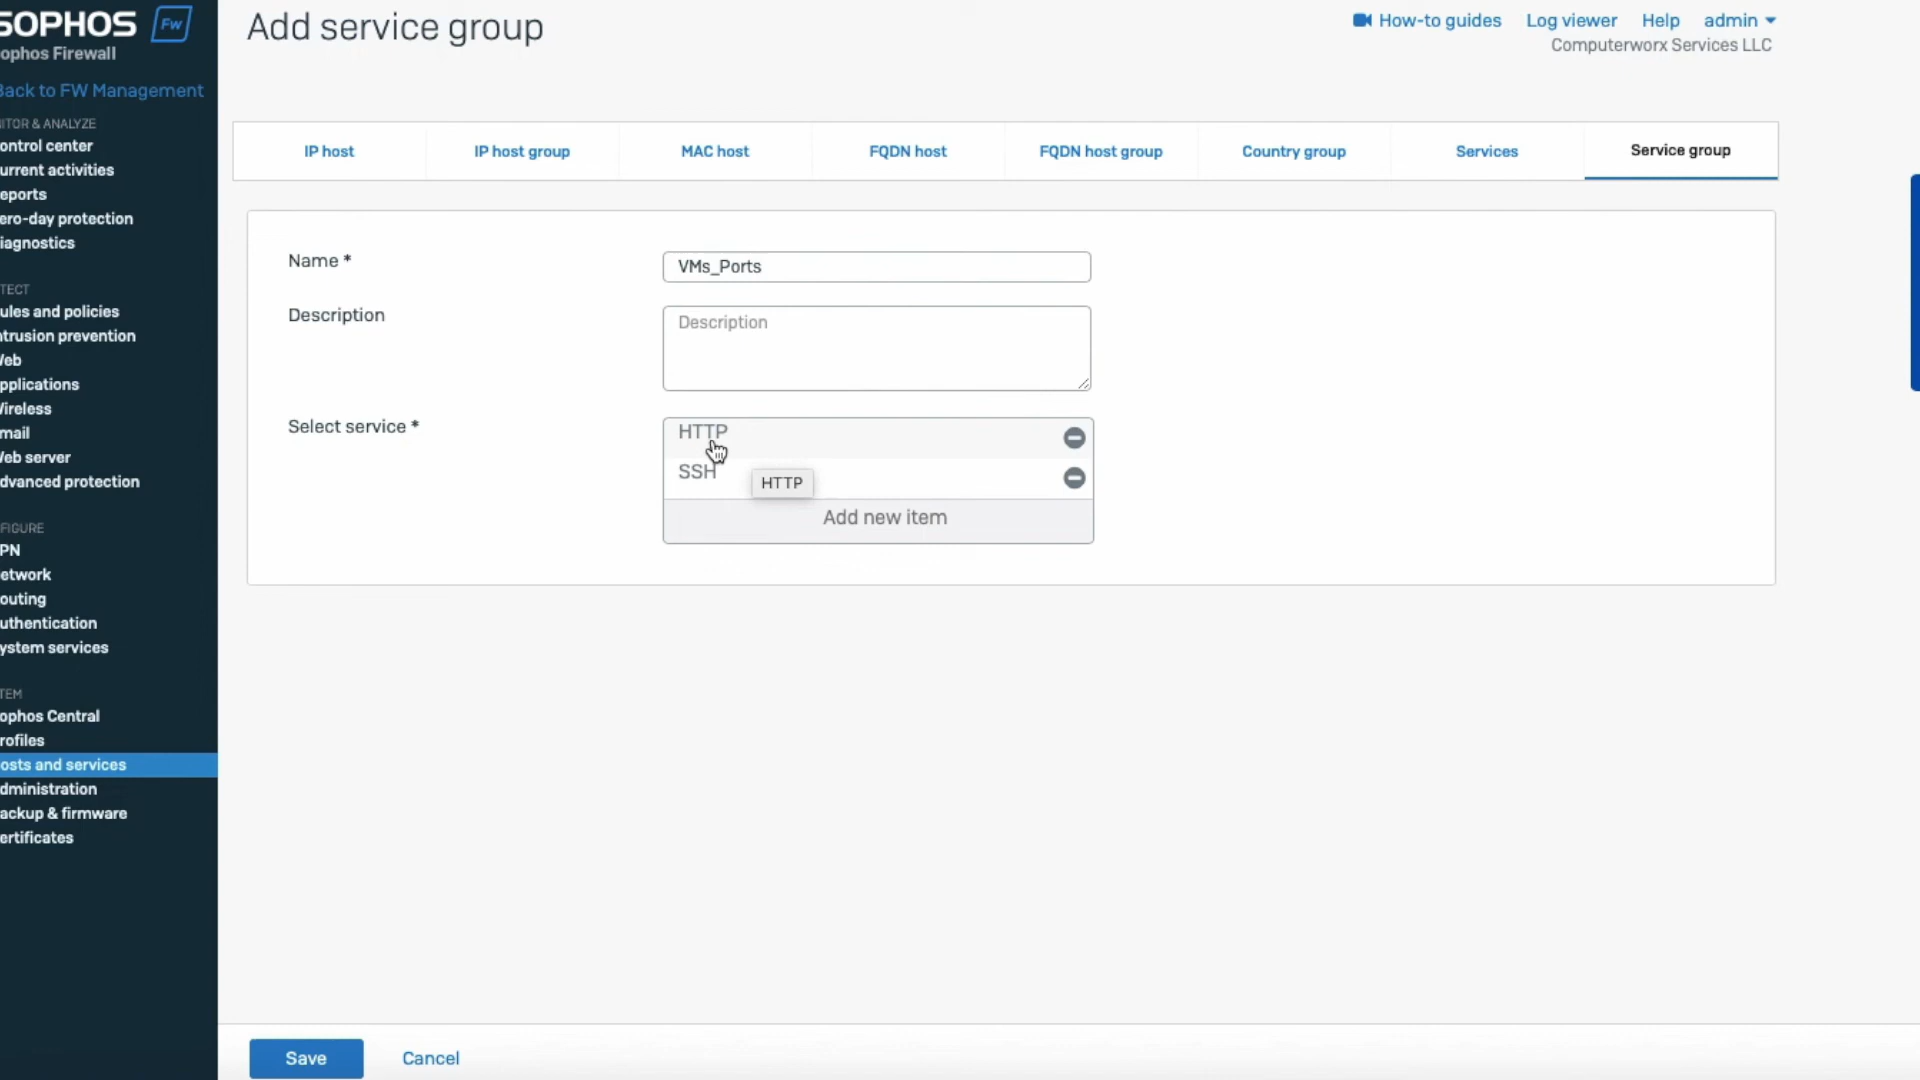 SOPHOS
Fw
ophos Firewall
Back to FW Management
ITOR & ANALYZE
ontrol center
urrent activities
eports
ero-day protection
iagnostics
TECT
ules and policies
ntrusion prevention
Web
pplications
Wireless
mail
Web server
dvanced protection
FIGURE
PN
etwork
outing
uthentication
ystem services
TEM
ophos Central
rofiles
osts and services
dministration
ackup & firmware
ertificates
Add service group
How-to guides
Log viewer
Help
admin
Computerworx Services LLC
IP host
IP host group
MAC host
FQDN host
FQDN host group
Country group
Services
Service group
Name *
VMs_Ports
Description
Description
Select service *
HTTP
SSH
HTTP
Add new item
Save
Cancel